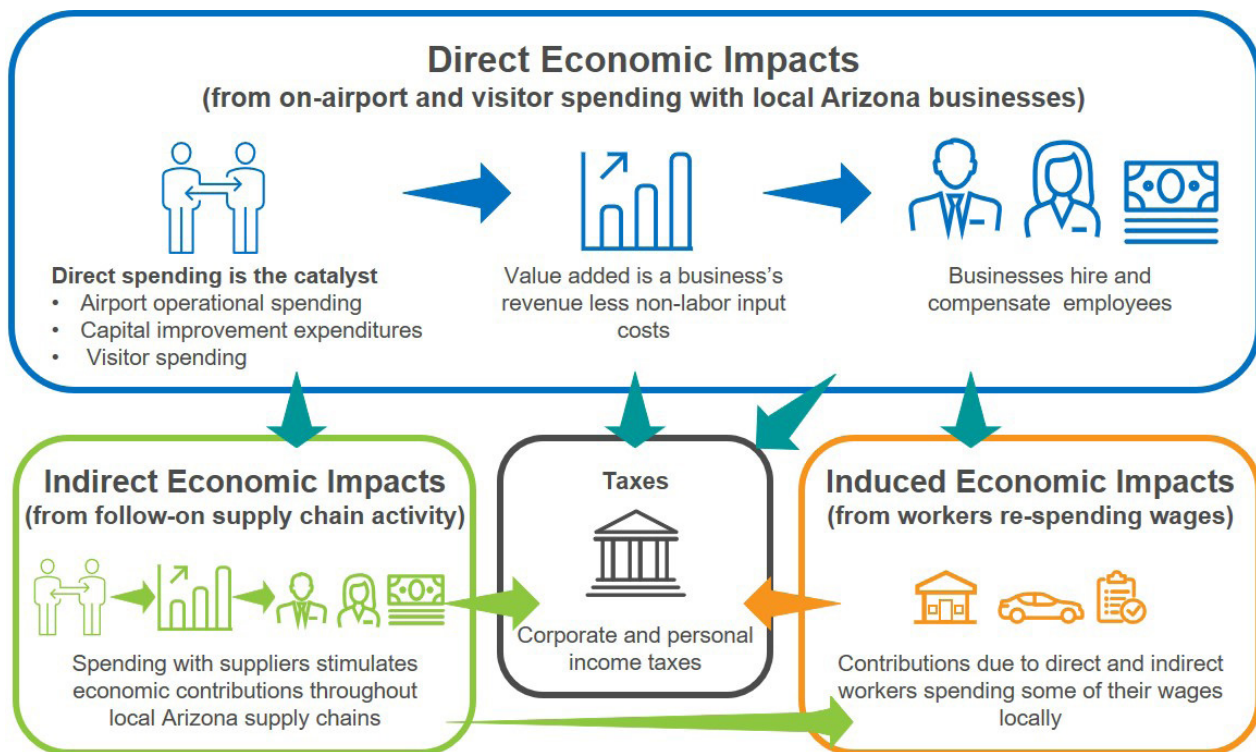 Direct Economic Impacts
(from on-airport and visitor spending with local Arizona businesses)
Direct spending is the catalyst
• Airport operational spending
• Capital improvement expenditures
• Visitor spending
Value added is a business's
revenue less non-labor input
costs
Businesses hire and
compensate employees
Indirect Economic Impacts
(from follow-on supply chain activity)
Spending with suppliers stimulates
economic contributions throughout
local Arizona supply chains
Taxes
Corporate and personal
income taxes
Induced Economic Impacts
(from workers re-spending wages)
Contributions due to direct and indirect
workers spending some of their wages
locally